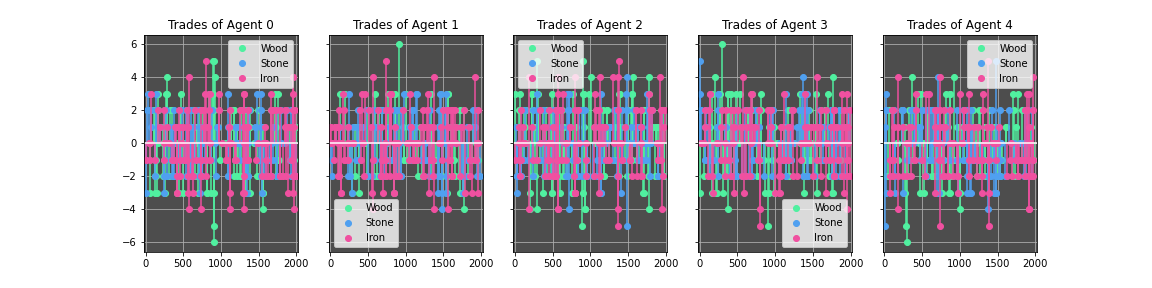 Trades of Agent 0
Trades of Agent 1
Trades of Agent 2
Trades of Agent 3
Trades of Agent 4
6
4
2
0
−2
−4
−6
Wood
Stone
Iron
Wood
Stone
Iron
Wood
Stone
Iron
Wood
Stone
Iron
Wood
Stone
Iron
0 500 1000 1500 2000
0 500 1000 1500 2000
0 500 1000 1500 2000
0 500 1000 1500 2000
0 500 1000 1500 2000